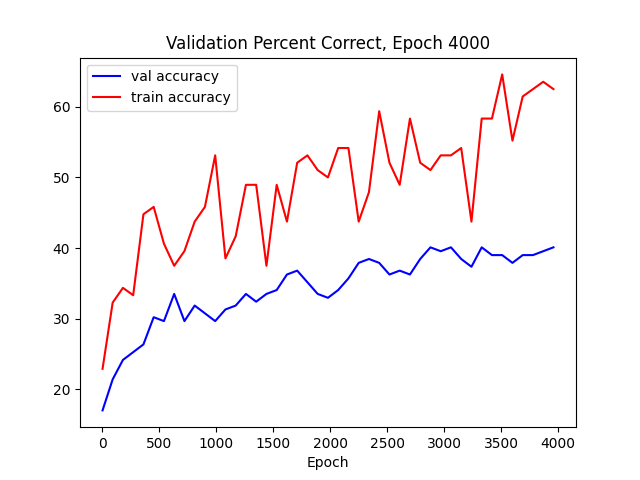 Validation Percent Correct, Epoch 4000
val accuracy
train accuracy
60
50
40
30
20
0 500 1000 1500 2000 2500 3000 3500 4000
Epoch